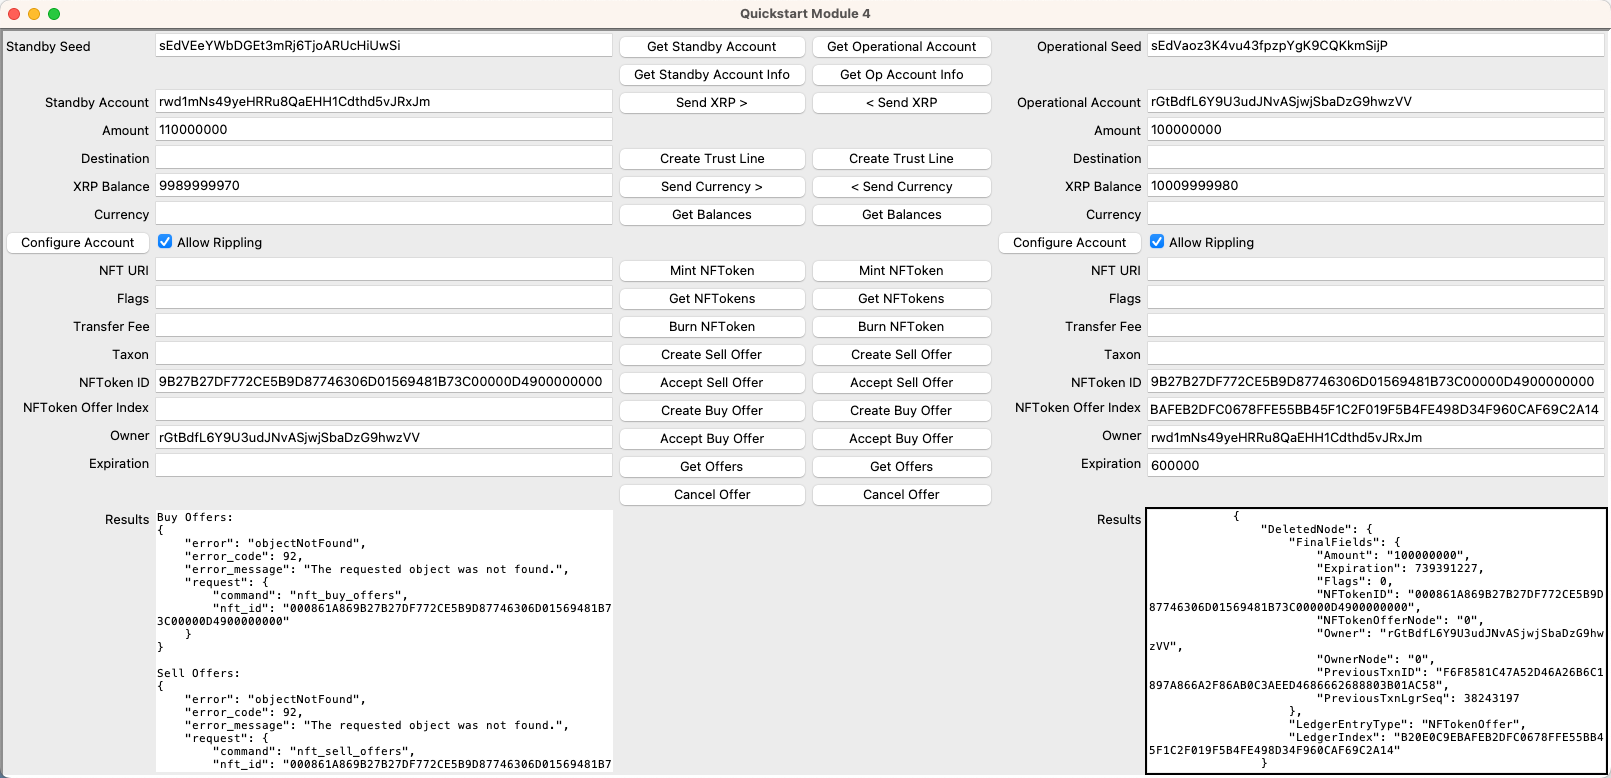 Quickstart Module 4
Standby Seed sEdVEeYWbDGEt3mRj6TjoARUcHiUwSi Get Standby Account Get Operational Account Operational Seed sEdVaoz3K4vu43fpzpYgK9CQKkmSijP
Get Standby Account Info Get Op Account Info
Standby Account rwd1mNs49yeHRRu8QaEHH1Cdthd5vJRxJm Send XRP > < Send XRP Operational Account rGtBdfL6Y9U3udJNvASjwjSbaDzG9hwzVV
Amount 110000000 Amount 100000000
Destination Create Trust Line Create Trust Line Destination
XRP Balance 9989999970 Send Currency > < Send Currency XRP Balance 10009999980
Currency Get Balances Get Balances Currency
Configure Account Allow Rippling Configure Account Allow Rippling
NFT URI Mint NFToken Mint NFToken NFT URI
Flags Get NFTokens Get NFTokens Flags
Transfer Fee Burn NFToken Burn NFToken Transfer Fee
Taxon Create Sell Offer Create Sell Offer Taxon
NFToken ID 9B27B27DF772CE5B9D87746306D01569481B73C00000D4900000000 Accept Sell Offer Accept Sell Offer NFToken ID 9B27B27DF772CE5B9D87746306D01569481B73C00000D4900000000
NFToken Offer Index Create Buy Offer Create Buy Offer NFToken Offer Index BAFEB2DFC0678FFE55BB45F1C2F019F5B4FE498D34F960CAF69C2A14
Owner rGtBdfL6Y9U3udJNvASjwjSbaDzG9hwzVV Accept Buy Offer Accept Buy Offer Owner rwd1mNs49yeHRRu8QaEHH1Cdthd5vJRxJm
Expiration Get Offers Get Offers Expiration 600000
Cancel Offer Cancel Offer
Results
Buy Offers:
{
"error": "objectNotFound",
"error_code": 92,
"error_message": "The requested object was not found.",
"request": {
"command": "nft_buy_offers",
"nft_id": "000861A869B27B27DF772CE5B9D87746306D01569481B7
3C00000D4900000000"
}
}
Sell Offers:
{
"error": "objectNotFound",
"error_code": 92,
"error_message": "The requested object was not found.",
"request": {
"command": "nft_sell_offers",
"nft_id": "000861A869B27B27DF772CE5B9D87746306D01569481B7
Results
{
"DeletedNode": {
"FinalFields": {
"Amount": "100000000",
"Expiration": 739391227,
"Flags": 0,
"NFTokenID": "000861A869B27B27DF772CE5B9D
87746306D01569481B73C00000D4900000000",
"NFTokenOfferNode": "0",
"Owner": "rGtBdfL6Y9U3udJNvASjwjSbaDzG9hw
zVV",
"OwnerNode": "0",
"PreviousTxnID": "F6F8581C47A52D46A26B6C1
897A866A2F86AB0C3AEED4686662688803B01AC58",
"PreviousTxnLgrSeq": 38243197
},
"LedgerEntryType": "NFTokenOffer",
"LedgerIndex": "B20E0C9EBAFEB2DFC0678FFE55BB4
5F1C2F019F5B4FE498D34F960CAF69C2A14"
}